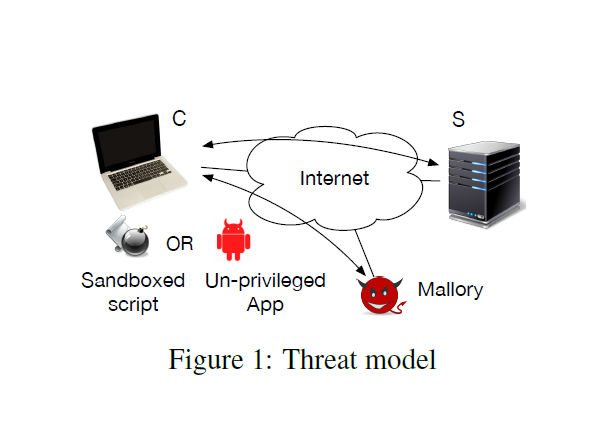 C
S
Internet
OR
Sandboxed
script
Un-privileged
App
Mallory
Figure 1: Threat model